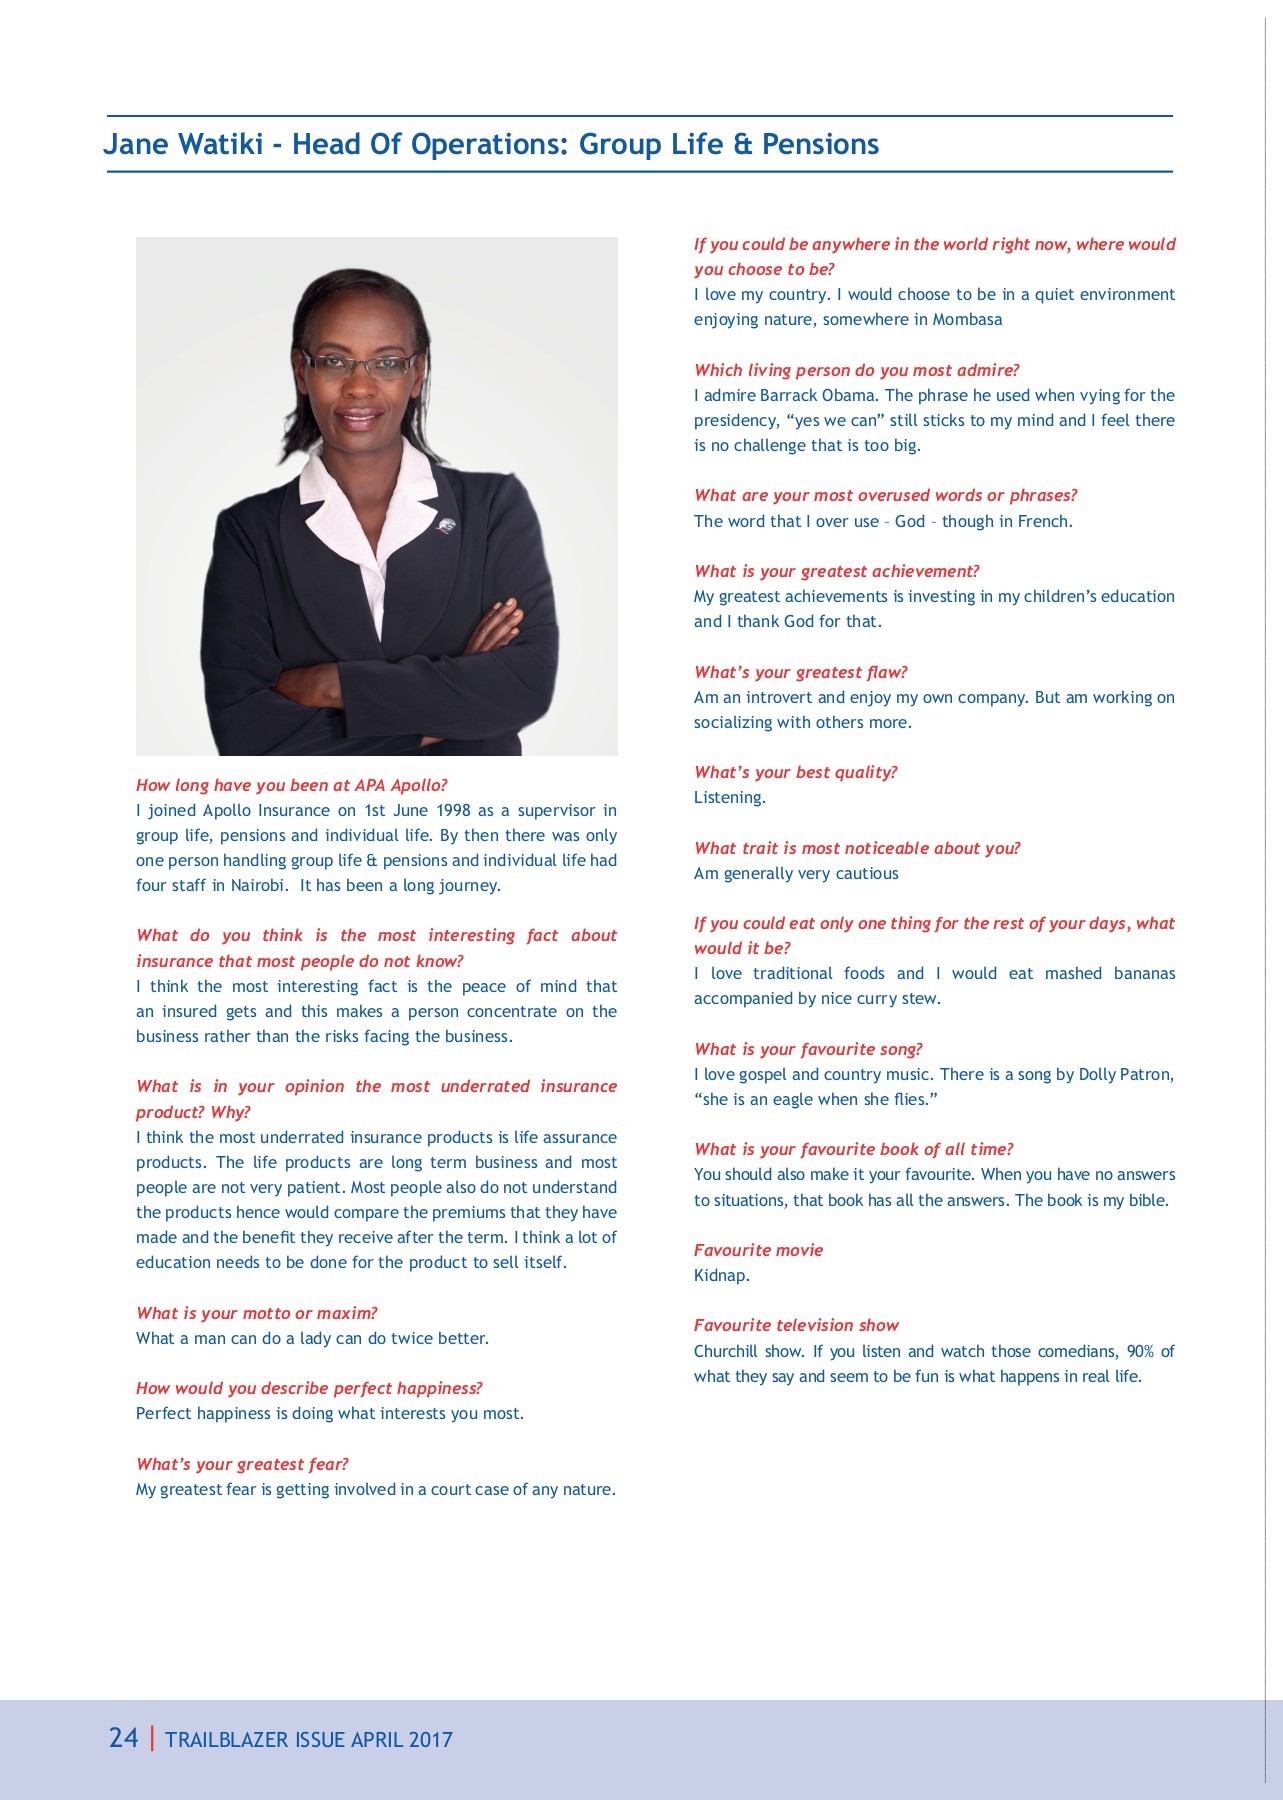 Jane Watiki - Head Of Operations: Group Life & Pensions
How long have you been at APA Apollo?
I joined Apollo Insurance on 1st June 1998 as a supervisor in
group life, pensions and individual life. By then there was only
one person handling group life & pensions and individual life had
four staff in Nairobi.  It has been a long journey.
What do you think is the most interesting fact about
insurance that most people do not know?
I think the most interesting fact is the peace of mind that
an insured gets and this makes a person concentrate on the
business rather than the risks facing the business.
What is in your opinion the most underrated insurance
product? Why?
I think the most underrated insurance products is life assurance
products. The life products are long term business and most
people are not very patient. Most people also do not understand
the products hence would compare the premiums that they have
made and the benefit they receive after the term. I think a lot of
education needs to be done for the product to sell itself.
What is your motto or maxim?
What a man can do a lady can do twice better.
How would you describe perfect happiness?
Perfect happiness is doing what interests you most.
What's your greatest fear?
My greatest fear is getting involved in a court case of any nature.
If you could be anywhere in the world right now, where would
you choose to be?
I love my country. I would choose to be in a quiet environment
enjoying nature, somewhere in Mombasa
Which living person do you most admire?
I admire Barrack Obama. The phrase he used when vying for the
presidency, “yes we can” still sticks to my mind and I feel there
is no challenge that is too big.
What are your most overused words or phrases?
The word that I over use – God - though in French.
What is your greatest achievement?
My greatest achievements is investing in my children's education
and I thank God for that.
What's your greatest flaw?
Am an introvert and enjoy my own company. But am working on
socializing with others more.
What's your best quality?
Listening.
What trait is most noticeable about you?
Am generally very cautious
If you could eat only one thing for the rest of your days, what
would it be?
I love traditional foods and I would eat mashed bananas
accompanied by nice curry stew.
What is your favourite song?
I love gospel and country music. There is a song by Dolly Patron,
“she is an eagle when she flies.”
What is your favourite book of all time?
You should also make it your favourite. When you have no answers
to situations, that book has all the answers. The book is my bible.
Favourite movie
Kidnap.
Favourite television show
Churchill show. If you listen and watch those comedians, 90% of
what they say and seem to be fun is what happens in real life.
24 | TRAILBLAZER ISSUE APRIL 2017